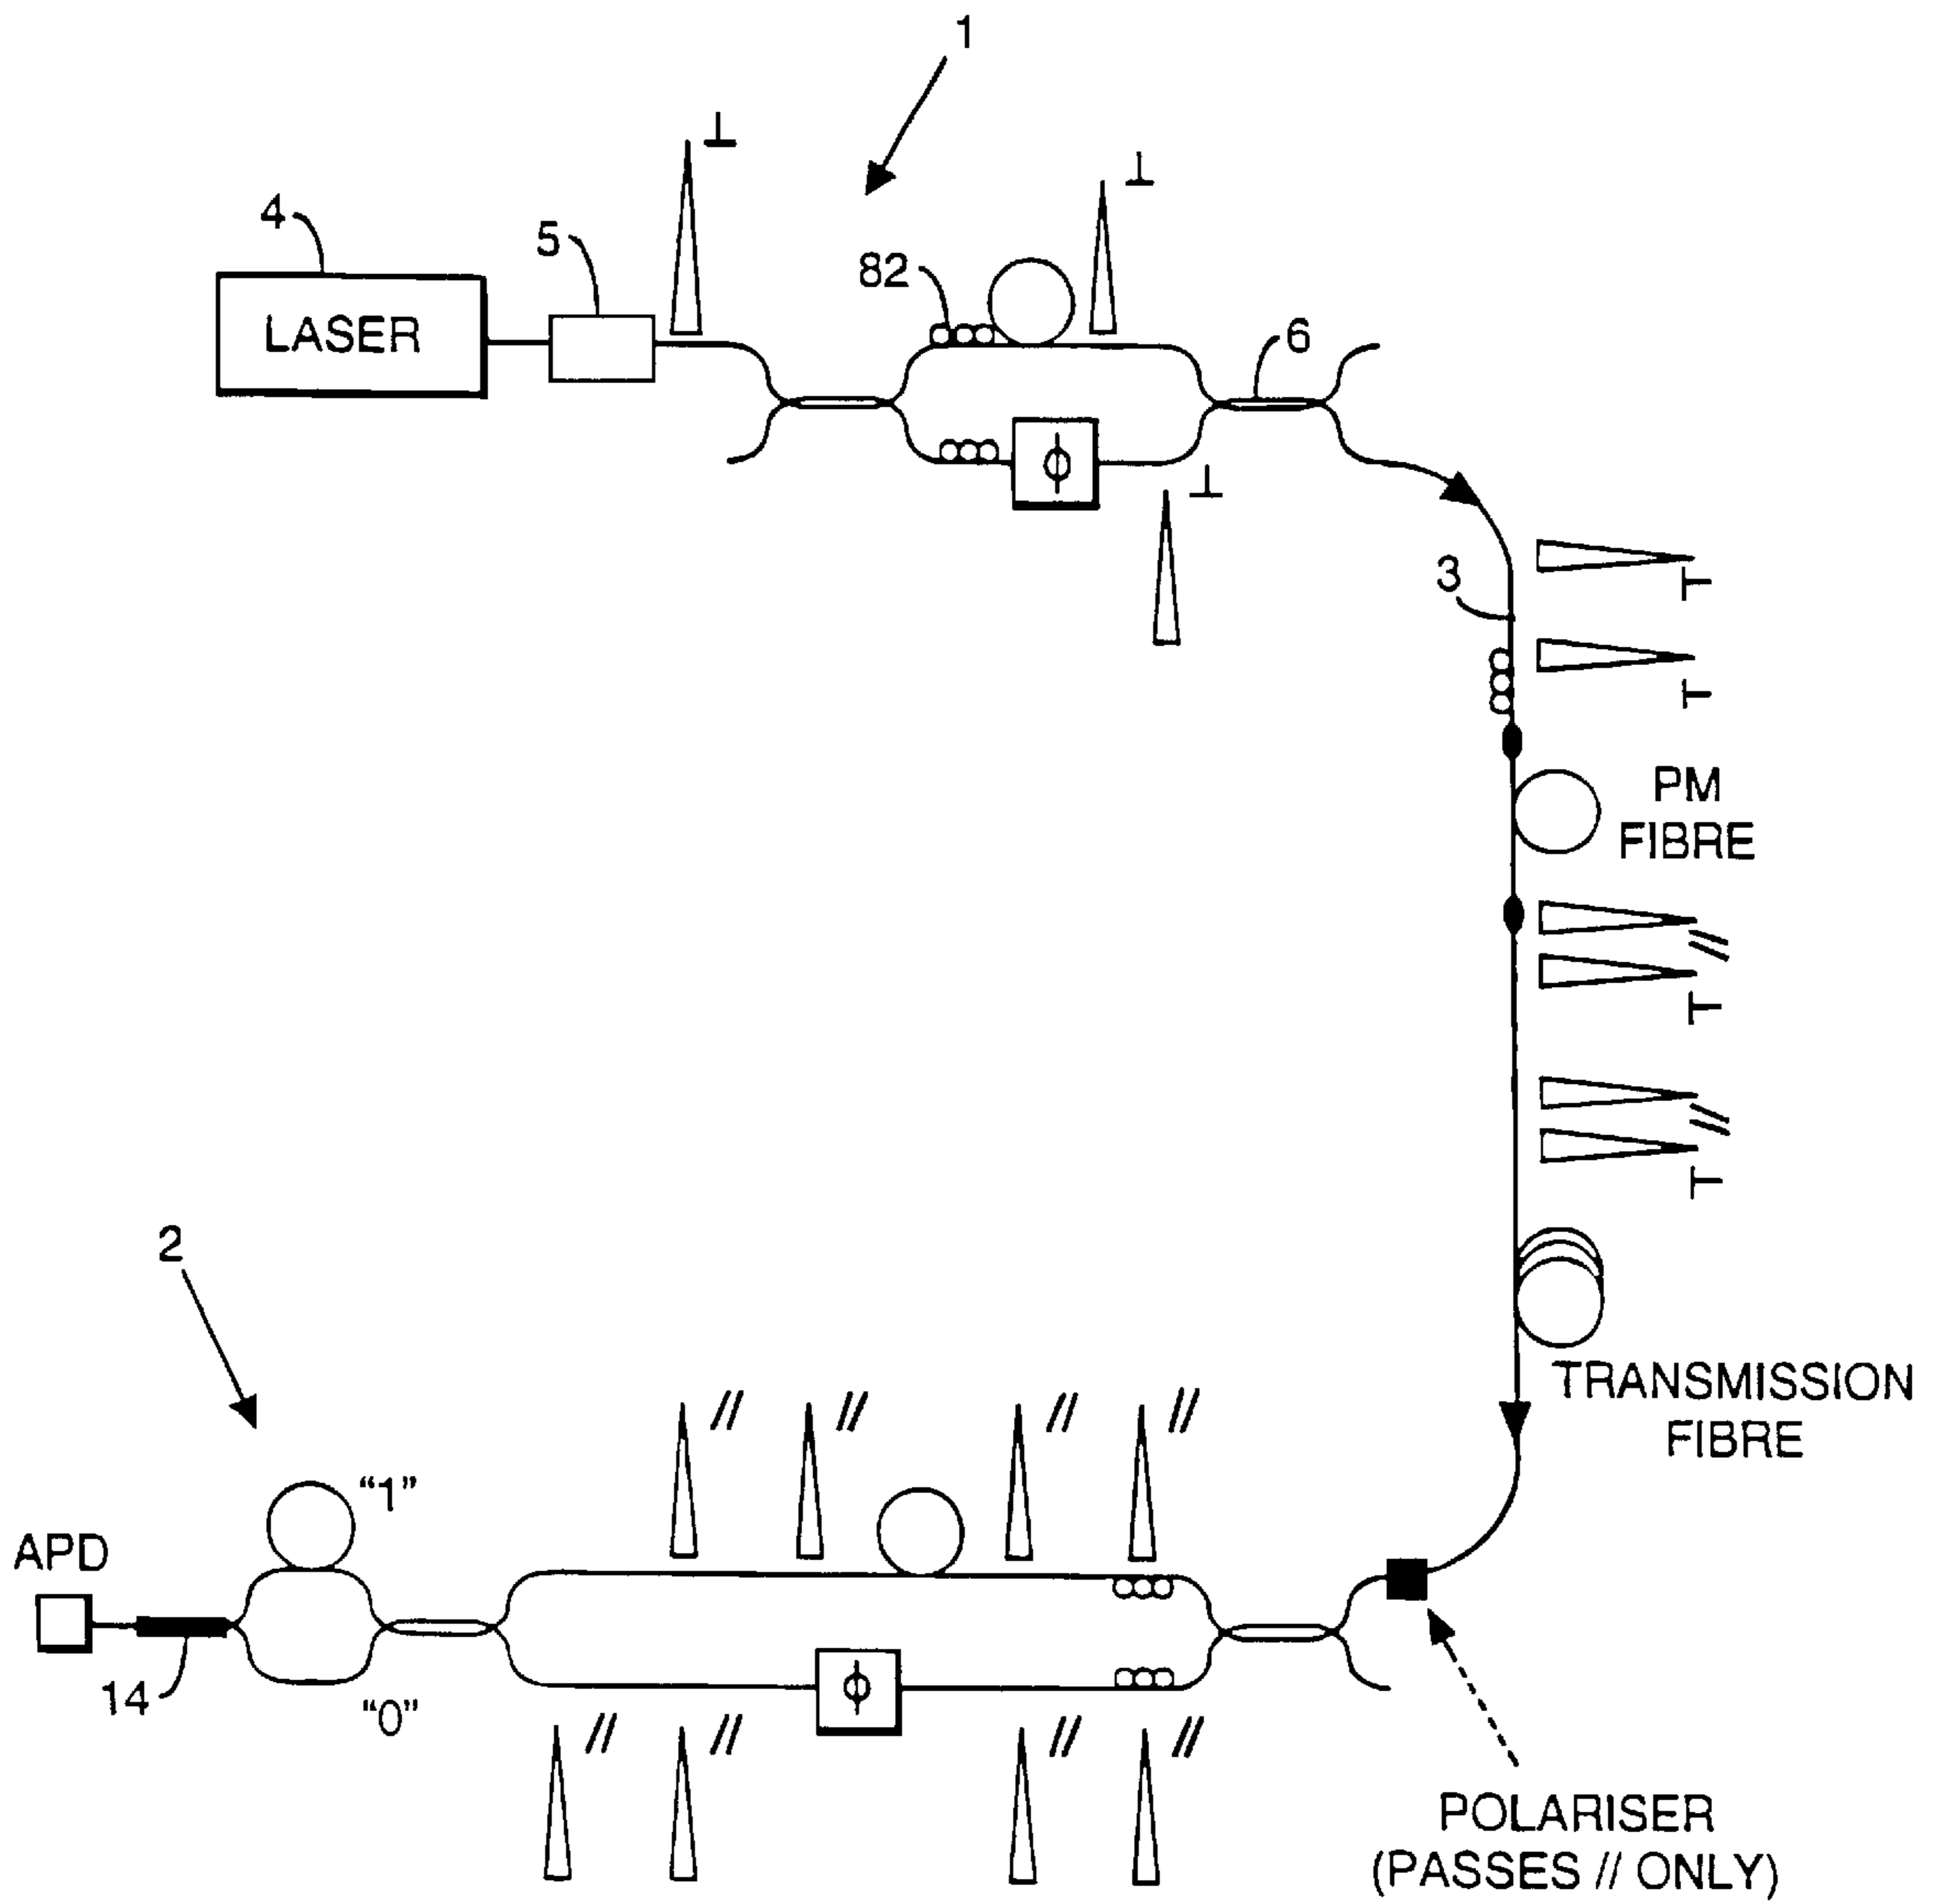 1
⊥
4
5
⊥
82
LASER
6
ϕ
⊥
3
⊥
⊥
PM
FIBRE
//
⊥
//
⊥
2
TRANSMISSION
FIBRE
// // // //
"1"
APD
14
ϕ
"0"
// // // //
POLARISER
(PASSES // ONLY)